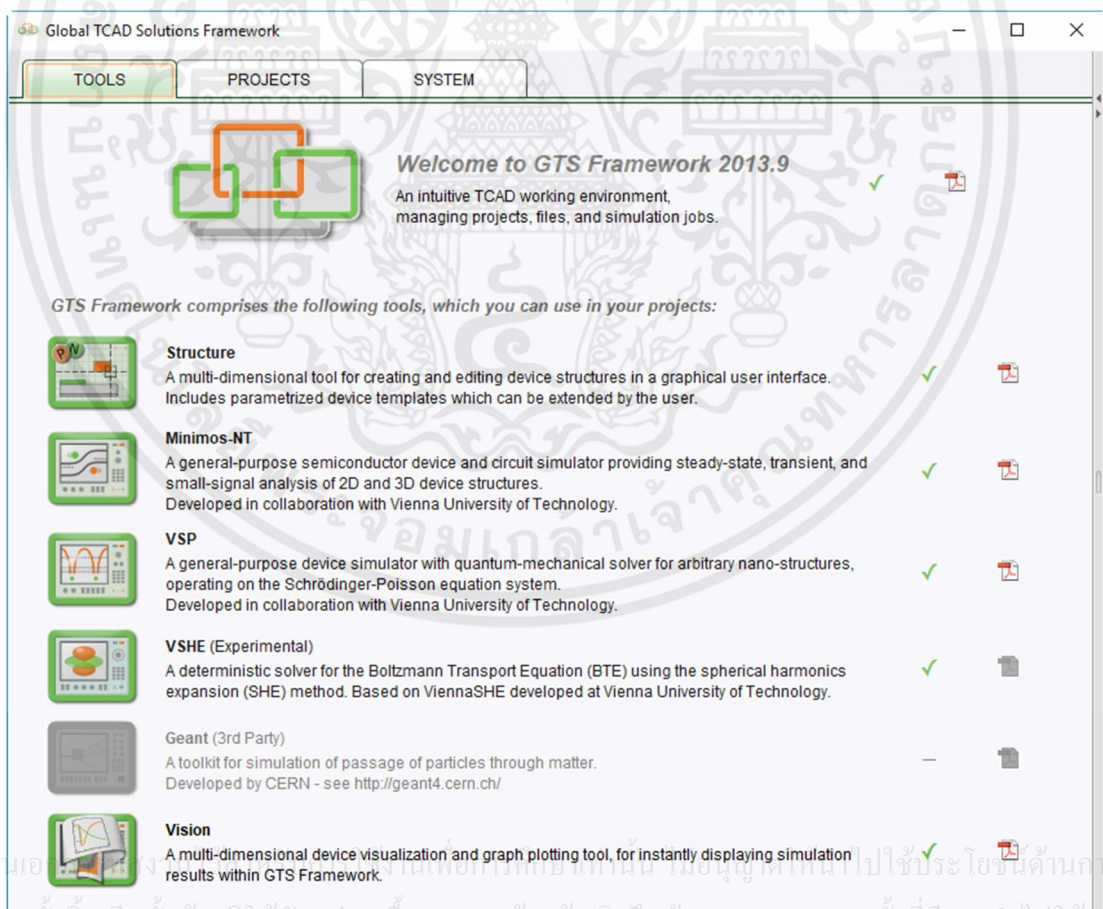 Global TCAD Solutions Framework
TOOLS
PROJECTS
SYSTEM
Welcome to GTS Framework 2013.9
An intuitive TCAD working environment,
managing projects, files, and simulation jobs.
GTS Framework comprises the following tools, which you can use in your projects:
PN
Structure
A multi-dimensional tool for creating and editing device structures in a graphical user interface.
Includes parametrized device templates which can be extended by the user.
Minimos-NT
A general-purpose semiconductor device and circuit simulator providing steady-state, transient, and
small-signal analysis of 2D and 3D device structures.
Developed in collaboration with Vienna University of Technology.
VSP
A general-purpose device simulator with quantum-mechanical solver for arbitrary nano-structures,
operating on the Schrödinger-Poisson equation system.
Developed in collaboration with Vienna University of Technology.
VSHE (Experimental)
A deterministic solver for the Boltzmann Transport Equation (BTE) using the spherical harmonics
expansion (SHE) method. Based on ViennaSHE developed at Vienna University of Technology.
Geant (3rd Party)
A toolkit for simulation of passage of particles through matter.
Developed by CERN - see http://geant4.cern.ch/
Vision
A multi-dimensional device visualization and graph plotting tool, for instantly displaying simulation
results within GTS Framework.